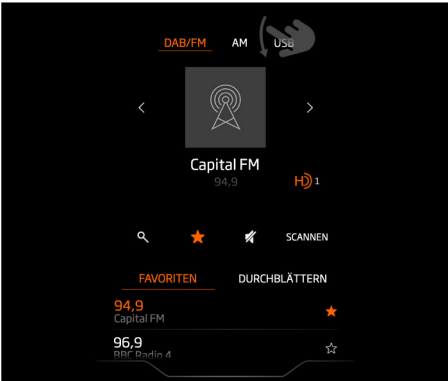 DAB/FM AM USB
Capital FM
94,9
HD 1
SCANNEN
FAVORITEN DURCHBLÄTTERN
94,9
Capital FM
96,9
BBC Radio 4